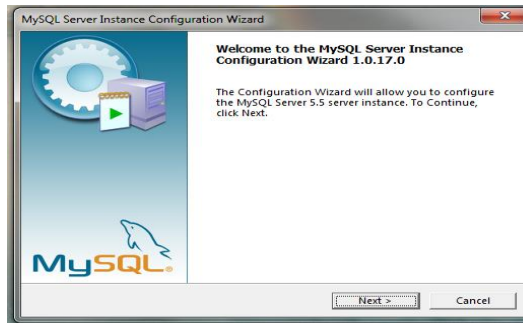 MySQL Server Instance Configuration Wizard
Welcome to the MySQL Server Instance
Configuration Wizard 1.0.17.0
The Configuration Wizard will allow you to configure
the MySQL Server 5.5 server instance. To Continue,
click Next.
MySQL®
Next >
Cancel